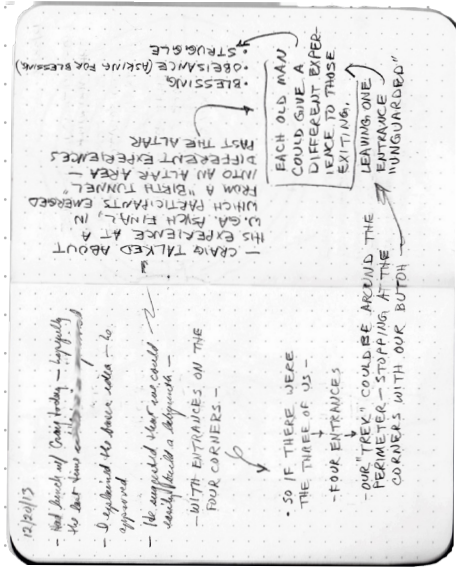 12/20/13
— Had lunch w/ Craig today — hopefully
the last time
— I explained the basic idea — he
approved
— He suggested that we could
easily build a labyrinth —
— WITH ENTRANCES ON THE
FOUR CORNERS —
• SO IF THERE WERE
THE THREE OF US —
- FOUR ENTRANCES
- OUR "TREK" COULD BE AROUND THE
PERIMETER — STOPPING AT THE
CORNERS WITH OUR BUTOH —
— CRAIG TALKED ABOUT
HIS EXPERIENCE AT A
W.GA. PSYCH FINAL, IN
WHICH PARTICIPANTS EMERGED
FROM A "BIRTH TUNNEL"
INTO AN ALTAR AREA —
DIFFERENT EXPERIENCES
PAST THE ALTAR
• BLESSING
• OBEISANCE (ASKING FOR BLESSING)
• STRUGGLE
EACH OLD MAN
COULD GIVE A
DIFFERENT EXPER-
IENCE TO THOSE
EXITING,
LEAVING ONE
ENTRANCE
"UNGUARDED"